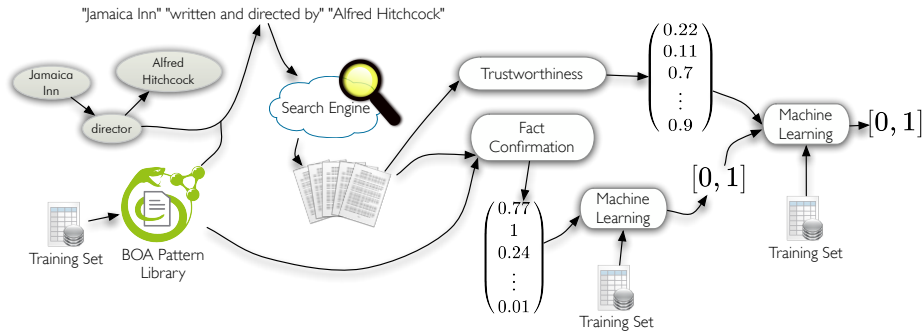 "Jamaica Inn" "written and directed by" "Alfred Hitchcock"
Jamaica
Inn
Alfred
Hitchcock
director
Search Engine
Trustworthiness
0.22
0.11
0.7
⋮
0.9
Machine
Learning
[0, 1]
Fact
Confirmation
[0, 1]
Machine
Learning
0.77
1
0.24
⋮
0.01
Training Set
BOA Pattern
Library
Training Set
Training Set